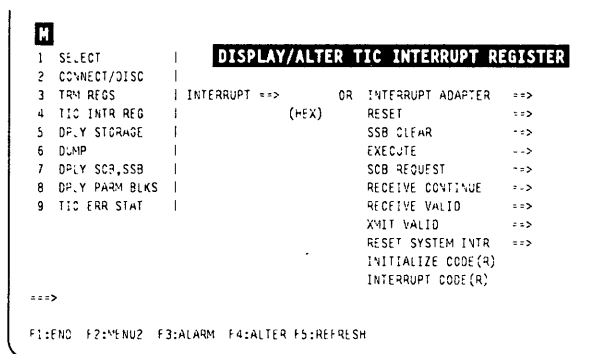 M
1 SELECT | DISPLAY/ALTER TIC INTERRUPT REGISTER
2 CONNECT/DISC |
3 TRM REGS | INTERRUPT ==> OR INTERRUPT ADAPTER ==>
4 TIC INTR REG | (HEX) RESET ==>
5 DPLY STORAGE | SSB CLEAR ==>
6 DUMP | EXECUTE ==>
7 DPLY SCB,SSB | SCB REQUEST ==>
8 DPLY PARM BLKS | RECEIVE CONTINUE ==>
9 TIC ERR STAT | RECEIVE VALID ==>
XMIT VALID ==>
RESET SYSTEM INTR ==>
INITIALIZE CODE(R)
INTERRUPT CODE(R)
===>
F1:END F2:MENU2 F3:ALARM F4:ALTER F5:REFRESH